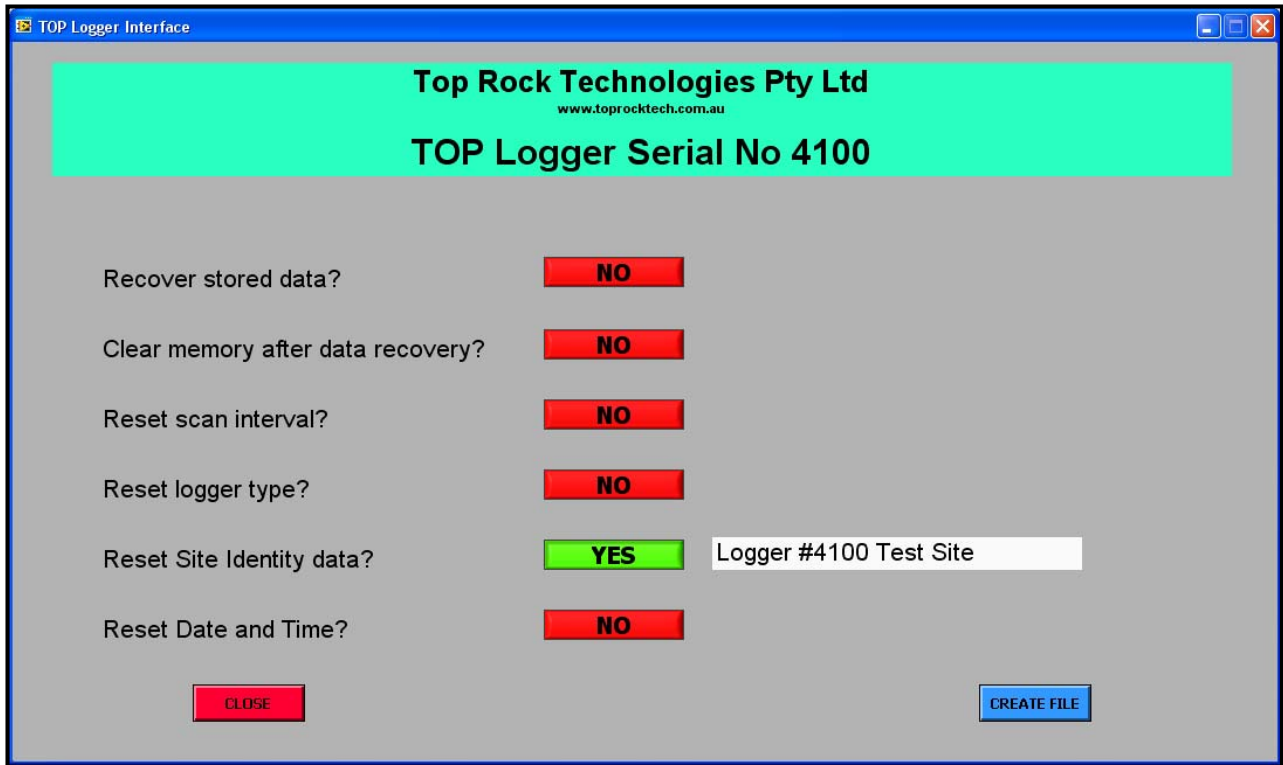 TOP Logger Interface
Top Rock Technologies Pty Ltd
www.toprocktech.com.au
TOP Logger Serial No 4100
Recover stored data? NO
Clear memory after data recovery? NO
Reset scan interval? NO
Reset logger type? NO
Reset Site Identity data? YES Logger #4100 Test Site
Reset Date and Time? NO
CLOSE CREATE FILE